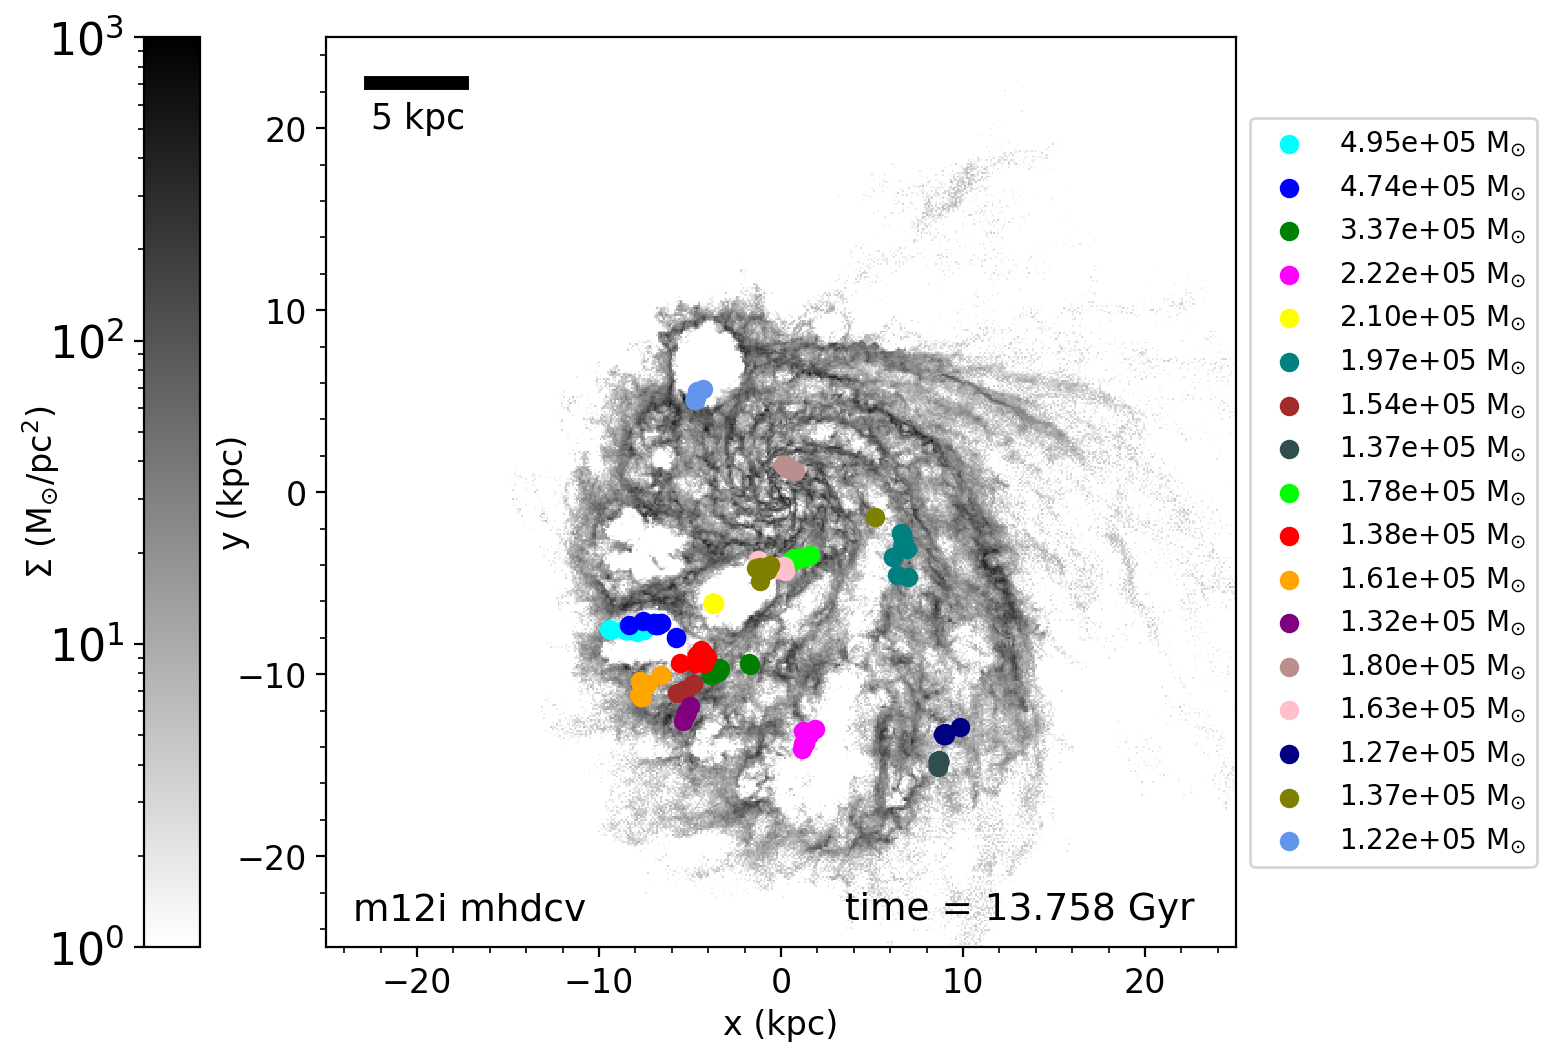 10³
10²
10¹
10⁰
Σ (M⊙/pc²)
y (kpc)
20
10
0
−10
−20
5 kpc
m12i mhdcv
time = 13.758 Gyr
−20
−10
0
10
20
x (kpc)
4.95e+05 M⊙
4.74e+05 M⊙
3.37e+05 M⊙
2.22e+05 M⊙
2.10e+05 M⊙
1.97e+05 M⊙
1.54e+05 M⊙
1.37e+05 M⊙
1.78e+05 M⊙
1.38e+05 M⊙
1.61e+05 M⊙
1.32e+05 M⊙
1.80e+05 M⊙
1.63e+05 M⊙
1.27e+05 M⊙
1.37e+05 M⊙
1.22e+05 M⊙